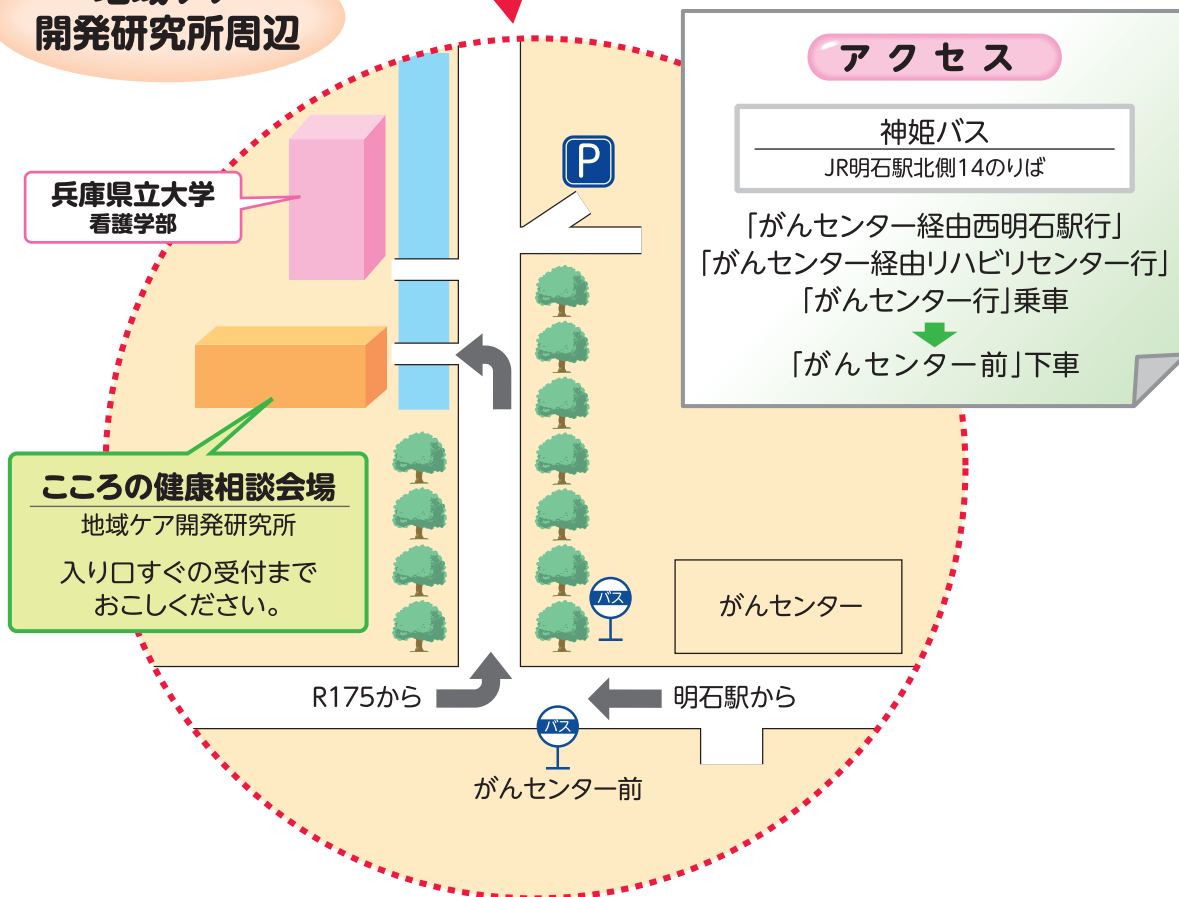 地域ケア
開発研究所周辺
アクセス
神姫バス
JR明石駅北側14のりば
「がんセンター経由西明石駅行」
「がんセンター経由リハビリセンター行」
「がんセンター行」乗車
「がんセンター前」下車
P
兵庫県立大学
看護学部
こころの健康相談会場
地域ケア開発研究所
入り口すぐの受付まで
おこしください。
バス
がんセンター
R175から
明石駅から
バス
がんセンター前